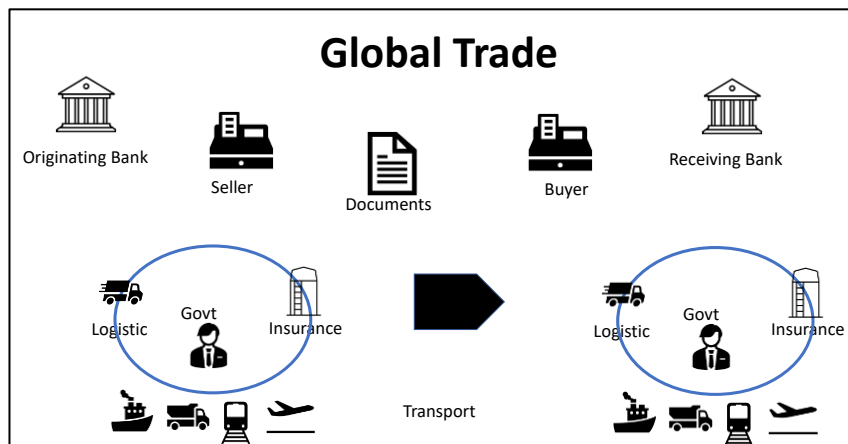 Global Trade
Originating Bank
Seller
Documents
Buyer
Receiving Bank
Logistic
Govt
Insurance
Logistic
Govt
Insurance
Transport